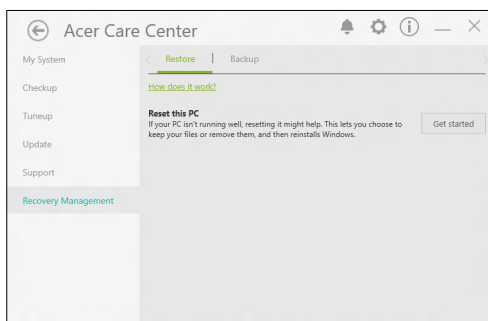 Acer Care Center
My System
Checkup
Tuneup
Update
Support
Recovery Management
Restore
Backup
How does it work?
Reset this PC
If your PC isn't running well, resetting it might help. This lets you choose to
keep your files or remove them, and then reinstalls Windows.
Get started